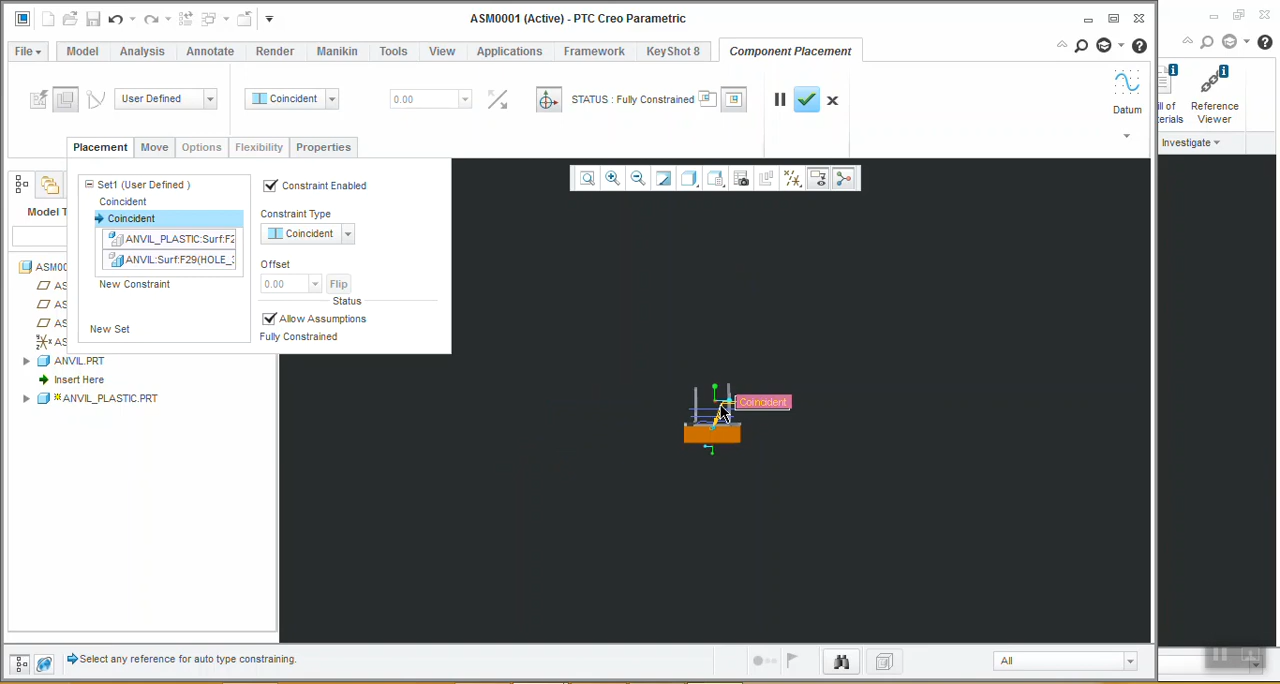 ASM0001 (Active) - PTC Creo Parametric
File Model Analysis Annotate Render Manikin Tools View Applications Framework KeyShot 8 Component Placement
User Defined Coincident 0.00 STATUS : Fully Constrained
Datum
Reference
Viewer
Investigate
Placement Move Options Flexibility Properties
Set1 (User Defined )
Coincident
Coincident
ANVIL_PLASTIC:Surf:F2
ANVIL:Surf:F29(HOLE_
New Constraint
New Set
Constraint Enabled
Constraint Type
Coincident
Offset
0.00 Flip
Status
Allow Assumptions
Fully Constrained
Model T
ASM00
AS
AS
AS
AS
ANVIL.PRT
Insert Here
ANVIL_PLASTIC.PRT
Coincident
Select any reference for auto type constraining.
All